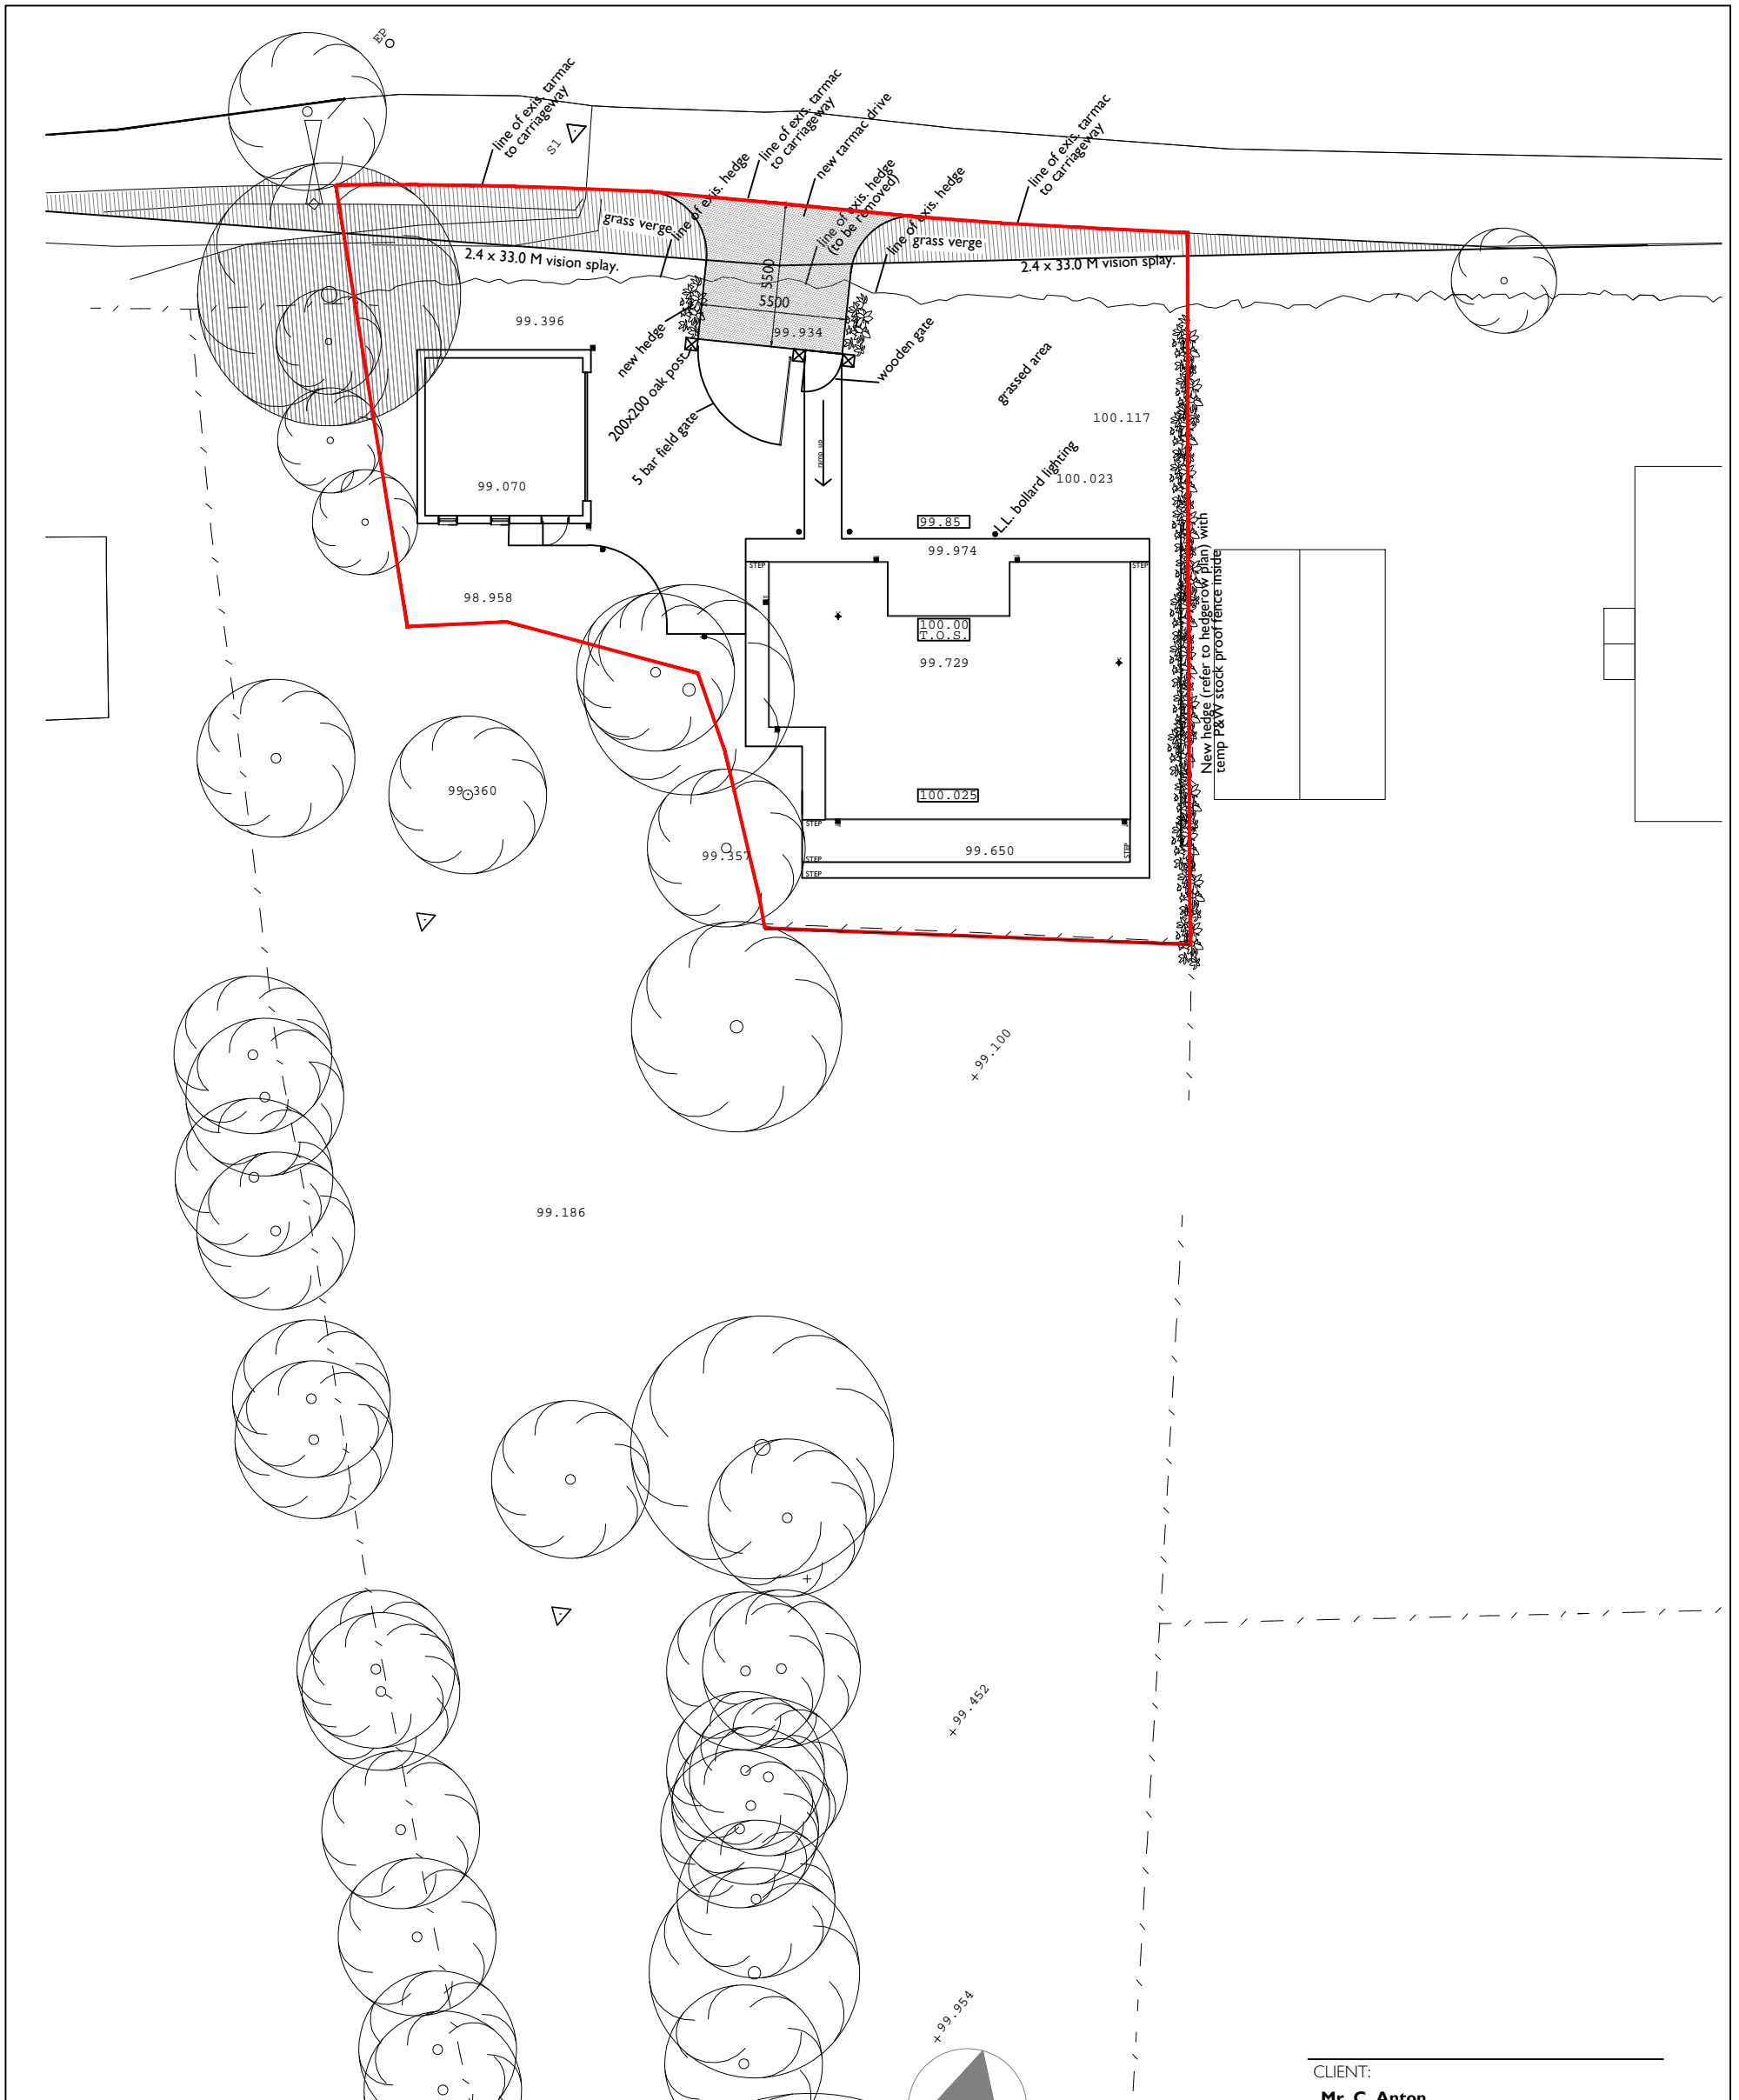 EP
line of exis. tarmac
to carriageway
S1
line of exis. tarmac
to carriageway
new tarmac drive
line of exis. tarmac
to carriageway
line of exis. hedge
line of exis. hedge
(to be removed)
line of exis. hedge
grass verge
grass verge
2.4 x 33.0 M vision splay.
2.4 x 33.0 M vision splay.
5500
5500
99.396
99.934
new hedge
200x200 oak post
5 bar field gate
wooden gate
grassed area
100.117
ramp up
100.023
L.L. bollard lighting
99.070
99.85
99.974
STEP
STEP
98.958
100.00
T.O.S.
99.729
New hedge (refer to hedgerow plan) with
temp P&W stock proof fence inside
99.360
100.025
STEP
99.357
99.650
STEP
STEP
STEP
+ 99.100
99.186
+ 99.452
+ 99.954
CLIENT:
Mr. C. Anton